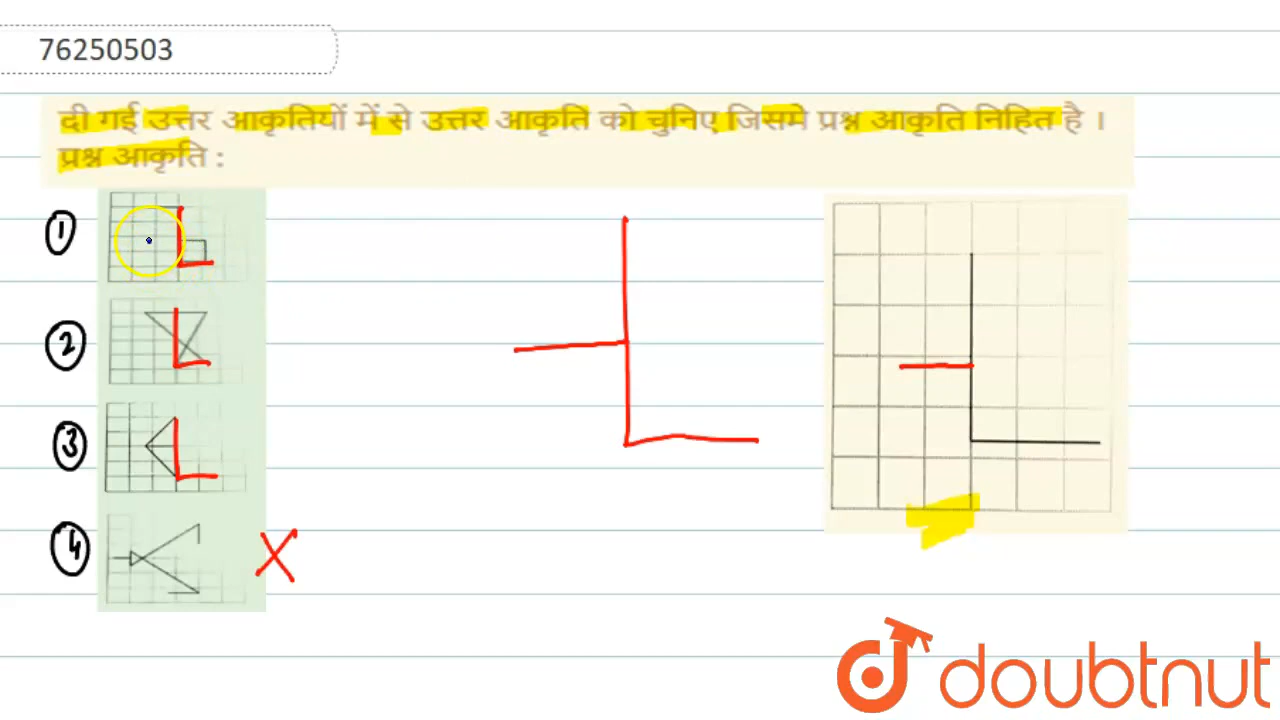 76250503
दी गई उत्तर आकृतियों में से उत्तर आकृति को चुनिए जिसमे प्रश्न आकृति निहित है ।
प्रश्न आकृति :
1
2
3
4
doubtnut